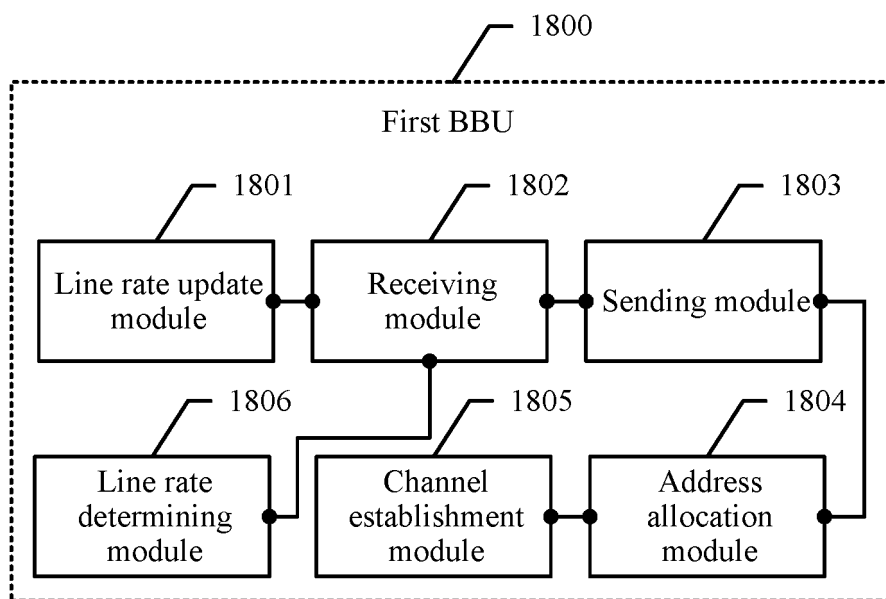 1800
First BBU
1801
1802
1803
Line rate update
module
Receiving
module
Sending module
1806
1805
1804
Line rate
determining
module
Channel
establishment
module
Address
allocation
module